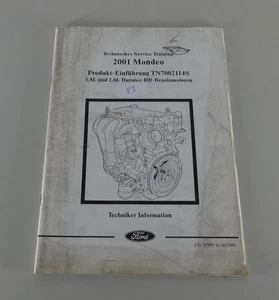 Technisches Service Training
2001 Mondeo
Produkt-Einführung TN7002114S
1.8L und 2.0L Duratec-HE-Benzinmotoren
Techniker Information
Ford